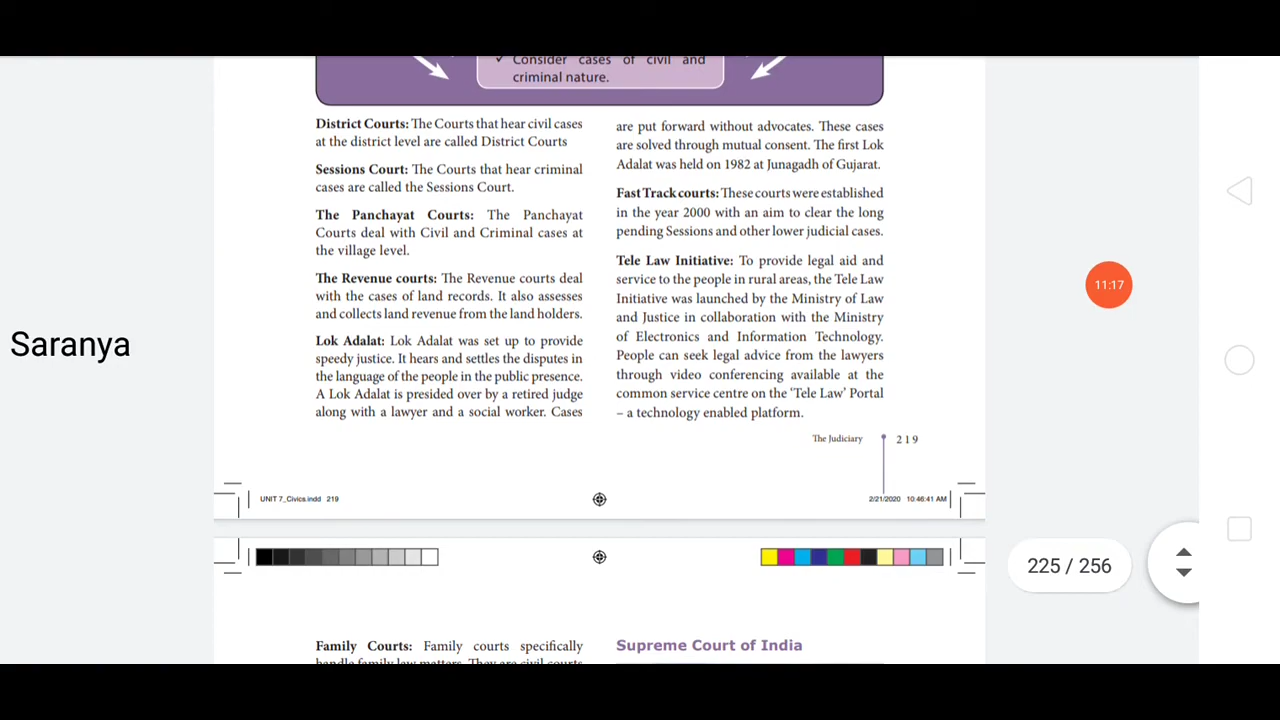 ✓ Consider cases of civil and
criminal nature.
District Courts: The Courts that hear civil cases
at the district level are called District Courts
Sessions Court: The Courts that hear criminal
cases are called the Sessions Court.
The Panchayat Courts: The Panchayat
Courts deal with Civil and Criminal cases at
the village level.
The Revenue courts: The Revenue courts deal
with the cases of land records. It also assesses
and collects land revenue from the land holders.
Lok Adalat: Lok Adalat was set up to provide
speedy justice. It hears and settles the disputes in
the language of the people in the public presence.
A Lok Adalat is presided over by a retired judge
along with a lawyer and a social worker. Cases
are put forward without advocates. These cases
are solved through mutual consent. The first Lok
Adalat was held on 1982 at Junagadh of Gujarat.
Fast Track courts: These courts were established
in the year 2000 with an aim to clear the long
pending Sessions and other lower judicial cases.
Tele Law Initiative: To provide legal aid and
service to the people in rural areas, the Tele Law
Initiative was launched by the Ministry of Law
and Justice in collaboration with the Ministry
of Electronics and Information Technology.
People can seek legal advice from the lawyers
through video conferencing available at the
common service centre on the ‘Tele Law’ Portal
– a technology enabled platform.
The Judiciary 219
UNIT 7_Civics.indd 219
2/21/2020 10:46:41 AM
Family Courts: Family courts specifically
handle family law matters. They are civil courts
Supreme Court of India
Saranya
11:17
225 / 256